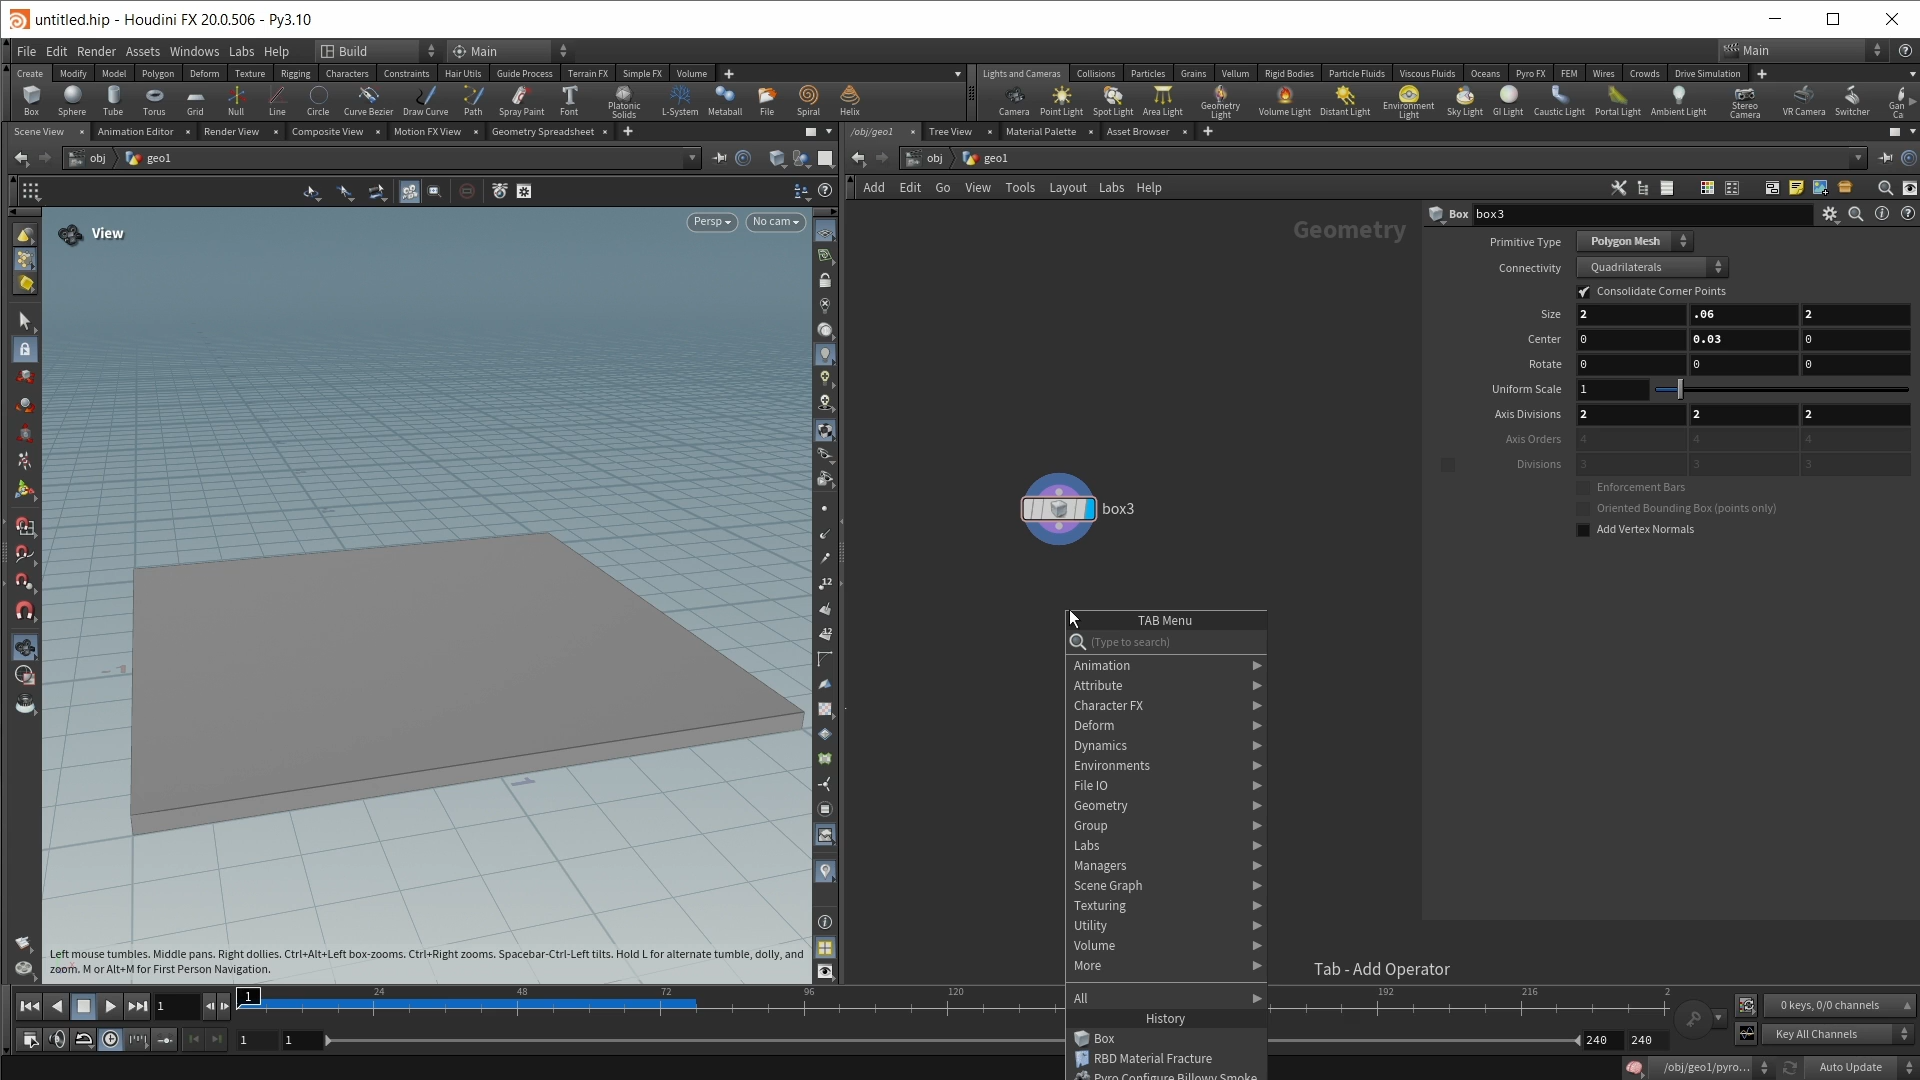 untitled.hip - Houdini FX 20.0.506 - Py3.10
File Edit Render Assets Windows Labs Help Build Main Main
Create Modify Model Polygon Deform Texture Rigging Characters Constraints Hair Utils Guide Process Terrain FX Simple FX Volume
Lights and Cameras Collisions Particles Grains Vellum Rigid Bodies Particle Fluids Viscous Fluids Oceans Pyro FX FEM Wires Crowds Drive Simulation
Box Sphere Tube Torus Grid Null Line Circle Curve Bezier Draw Curve Path Spray Paint Font Platonic Solids L-System Metaball File Spiral Helix
Camera Point Light Spot Light Area Light Geometry Light Volume Light Distant Light Environment Light Sky Light GI Light Caustic Light Portal Light Ambient Light Stereo Camera VR Camera Switcher
Scene View Animation Editor Render View Composite View Motion FX View Geometry Spreadsheet
/obj/geo1 Tree View Material Palette Asset Browser
obj geo1
obj geo1
Add Edit Go View Tools Layout Labs Help
View
Persp No cam
Left mouse tumbles. Middle pans. Right dollies. Ctrl+Alt+Left box-zooms. Ctrl+Right zooms. Spacebar-Ctrl-Left tilts. Hold L for alternate tumble, dolly, and
zoom. M or Alt+M for First Person Navigation.
Geometry
box3
TAB Menu
(Type to search)
Animation
Attribute
Character FX
Deform
Dynamics
Environments
File IO
Geometry
Group
Labs
Managers
Scene Graph
Texturing
Utility
Volume
More
All
History
Box
RBD Material Fracture
Pyro Configure Billowy Smoke
Tab - Add Operator
Box box3
Primitive Type Polygon Mesh
Connectivity Quadrilaterals
Consolidate Corner Points
Size 2 .06 2
Center 0 0.03 0
Rotate 0 0 0
Uniform Scale 1
Axis Divisions 2 2 2
Axis Orders 4 4 4
Divisions 3 3 3
Enforcement Bars
Oriented Bounding Box (points only)
Add Vertex Normals
1 1 24 48 72 96 120 192 216 2
0 keys, 0/0 channels
1 1 240 240
Key All Channels
/obj/geo1/pyro... Auto Update